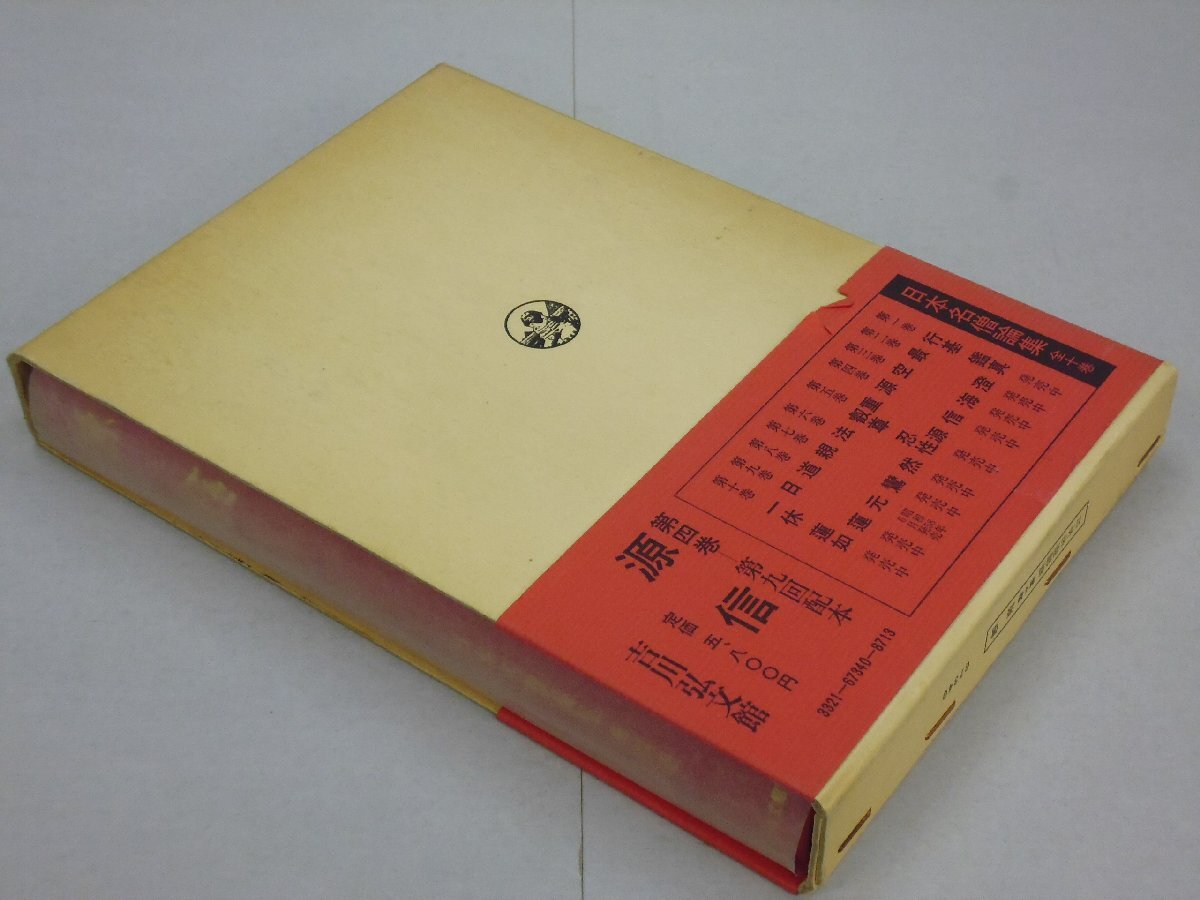 日本名僧論集 全十巻
第一巻 行基 鑑真 発売中
第二巻 最澄 発売中
第三巻 空海 発売中
第四巻 源信 発売中
第五巻 重源 叡尊 忍性 発売中
第六巻 法然 発売中
第七巻 親鸞 発売中
第八巻 道元
第九巻 日蓮 発売中
第十巻 一休 蓮如 発売中
第四巻
源信
第九回配本
定価 五、八〇〇円
吉川弘文館
3321―67340―8713
67340